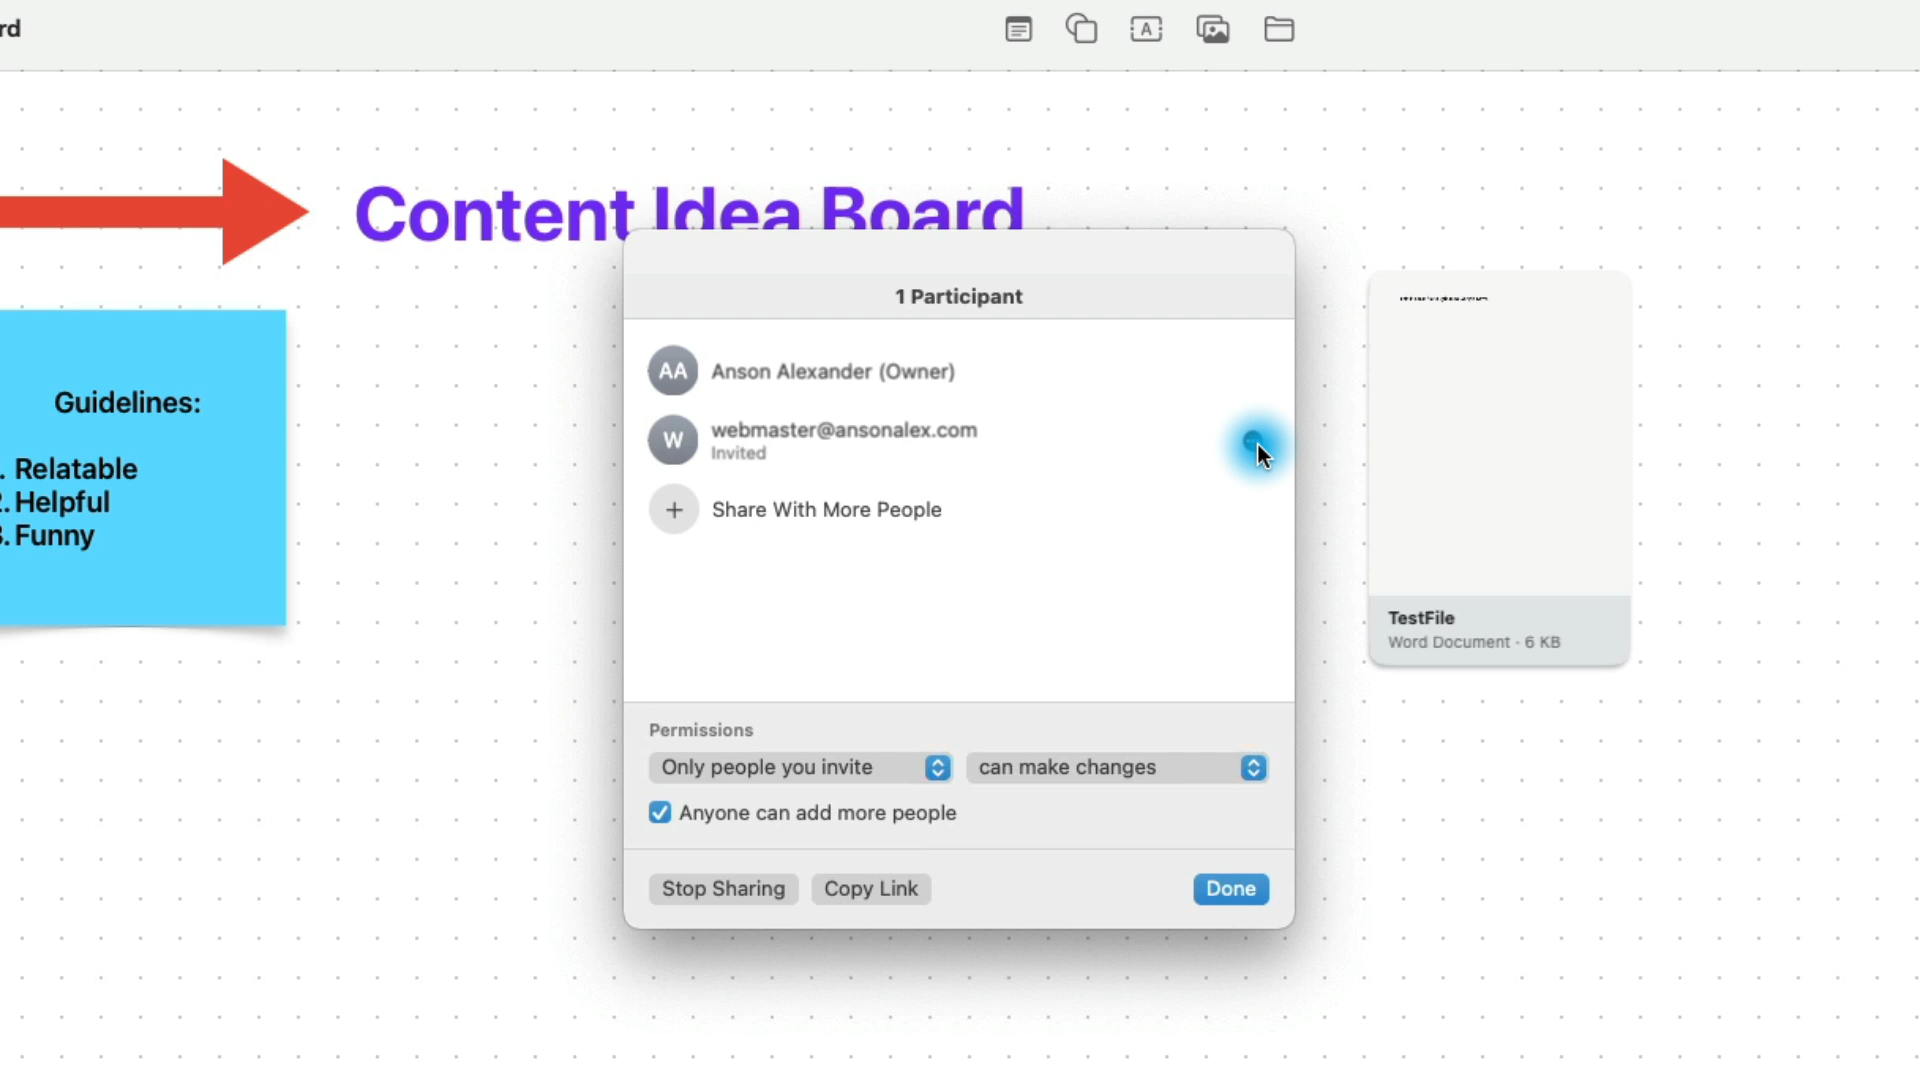 rd
A
Content Idea Board
1 Participant
AA
Anson Alexander (Owner)
W
webmaster@ansonalex.com
Invited
+ Share With More People
Guidelines:
. Relatable
2. Helpful
3. Funny
TestFile
Word Document · 6 KB
Permissions
Only people you invite
can make changes
Anyone can add more people
Stop Sharing
Copy Link
Done